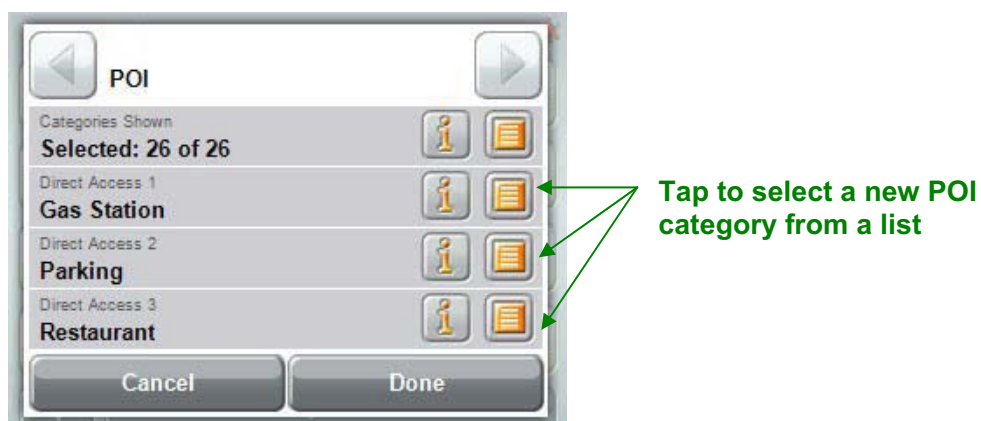 POI
Categories Shown
Selected: 26 of 26
Direct Access 1
Gas Station
Direct Access 2
Parking
Direct Access 3
Restaurant
Cancel Done
Tap to select a new POI
category from a list